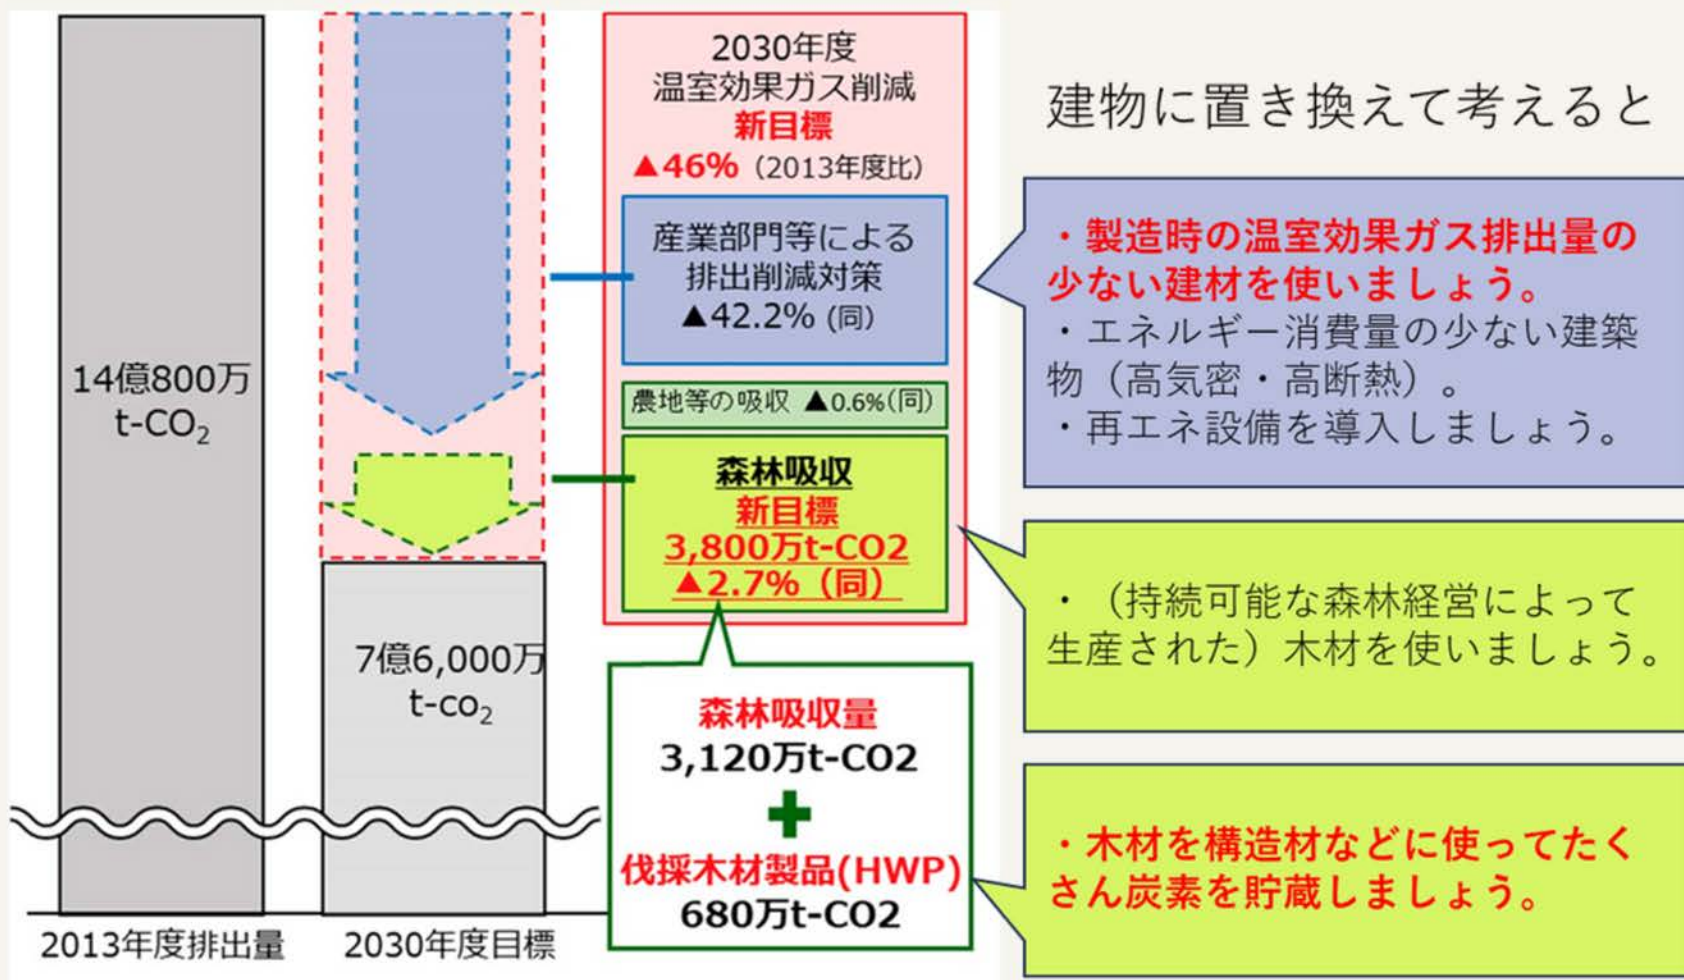 14億800万
t-CO₂
2013年度排出量
7億6,000万
t-co₂
2030年度目標
2030年度
温室効果ガス削減
新目標
▲46%（2013年度比）
産業部門等による
排出削減対策
▲42.2% (同)
農地等の吸収 ▲0.6%(同)
森林吸収
新目標
3,800万t-CO2
▲2.7%（同）
森林吸収量
3,120万t-CO2
+
伐採木材製品(HWP)
680万t-CO2
建物に置き換えて考えると
・製造時の温室効果ガス排出量の
少ない建材を使いましょう。
・エネルギー消費量の少ない建築
物（高気密・高断熱）。
・再エネ設備を導入しましょう。
・（持続可能な森林経営によって
生産された）木材を使いましょう。
・木材を構造材などに使ってたく
さん炭素を貯蔵しましょう。